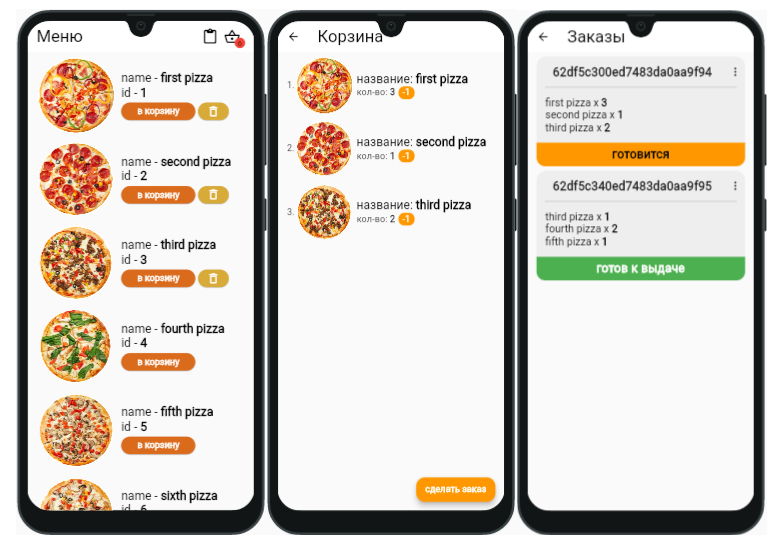 Меню
6
name - first pizza
id - 1
в корзину
name - second pizza
id - 2
в корзину
name - third pizza
id - 3
в корзину
name - fourth pizza
id - 4
в корзину
name - fifth pizza
id - 5
в корзину
name - sixth pizza
id - 6
Корзина
1.
название: first pizza
кол-во: 3 -1
2.
название: second pizza
кол-во: 1 -1
3.
название: third pizza
кол-во: 2 -1
сделать заказ
Заказы
62df5c300ed7483da0aa9f94
first pizza x 3
second pizza x 1
third pizza x 2
готовится
62df5c340ed7483da0aa9f95
third pizza x 1
fourth pizza x 2
fifth pizza x 1
готов к выдаче